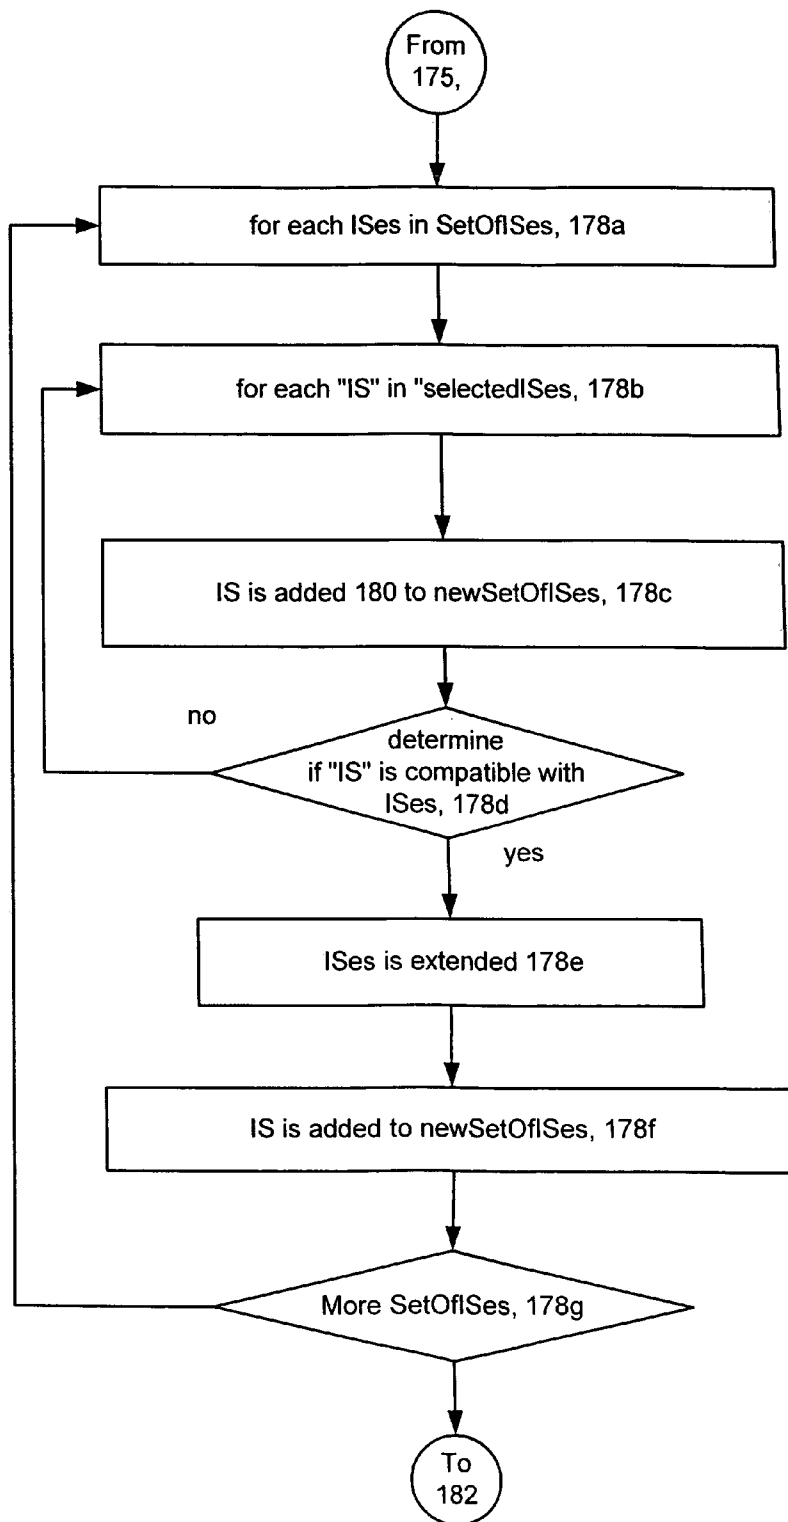 From
175,
for each ISes in SetOfISes, 178a
for each "IS" in "selectedISes, 178b
IS is added 180 to newSetOfISes, 178c
no
determine
if "IS" is compatible with
ISes, 178d
yes
ISes is extended 178e
IS is added to newSetOfISes, 178f
More SetOfISes, 178g
To
182